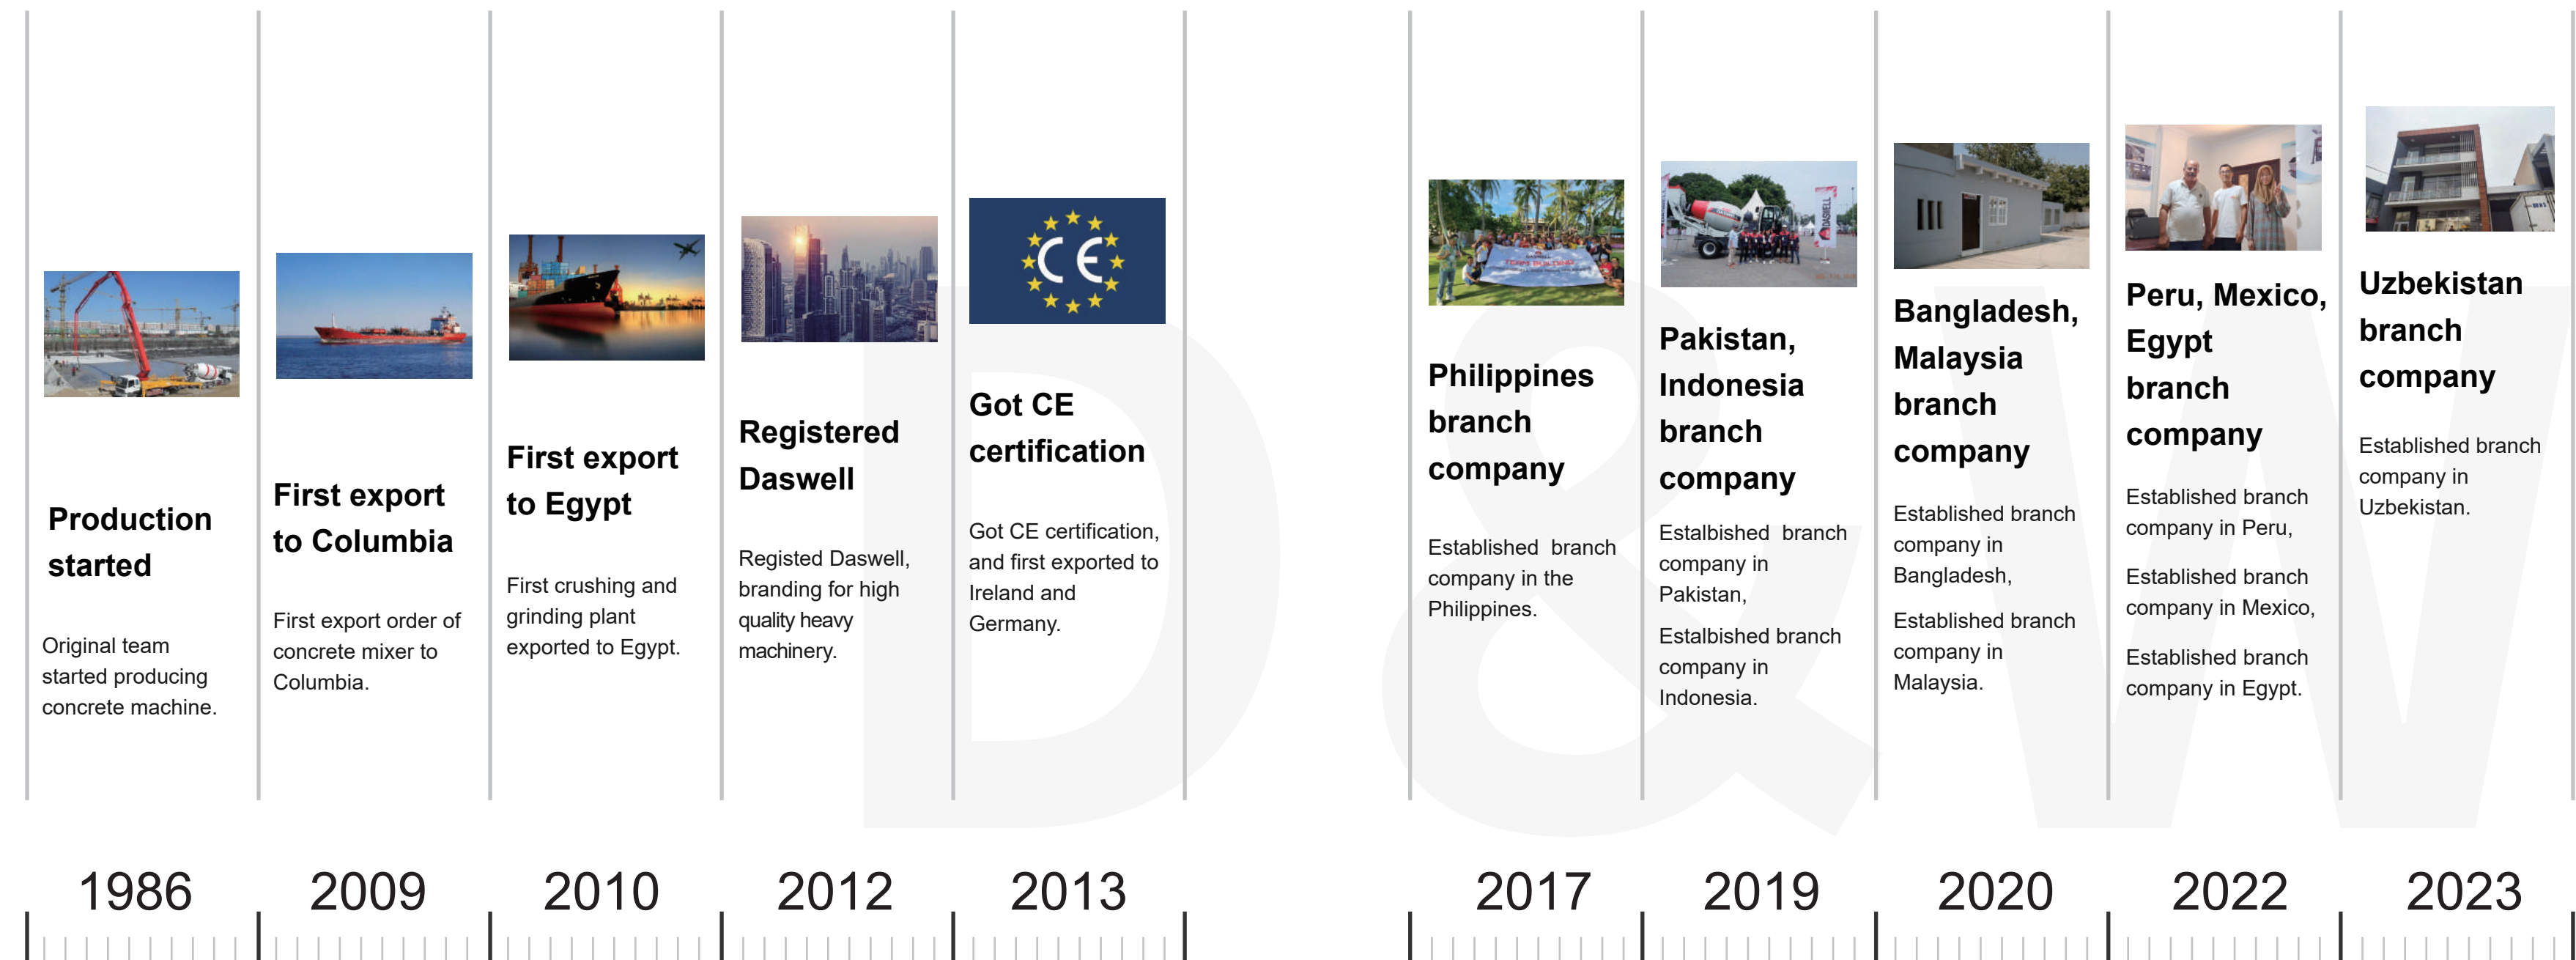 Production
started
Original team
started producing
concrete machine.
1986
First export
to Columbia
First export order of
concrete mixer to
Columbia.
2009
First export
to Egypt
First crushing and
grinding plant
exported to Egypt.
2010
Registered
Daswell
Registed Daswell,
branding for high
quality heavy
machinery.
2012
CE
Got CE
certification
Got CE certification,
and first exported to
Ireland and
Germany.
2013
Philippines
branch
company
Established branch
company in the
Philippines.
2017
DASWELL
Pakistan,
Indonesia
branch
company
Estalbished branch
company in
Pakistan,
Estalbished branch
company in
Indonesia.
2019
Bangladesh,
Malaysia
branch
company
Established branch
company in
Bangladesh,
Established branch
company in
Malaysia.
2020
Peru, Mexico,
Egypt
branch
company
Established branch
company in Peru,
Established branch
company in Mexico,
Established branch
company in Egypt.
2022
Uzbekistan
branch
company
Established branch
company in
Uzbekistan.
2023
D & W